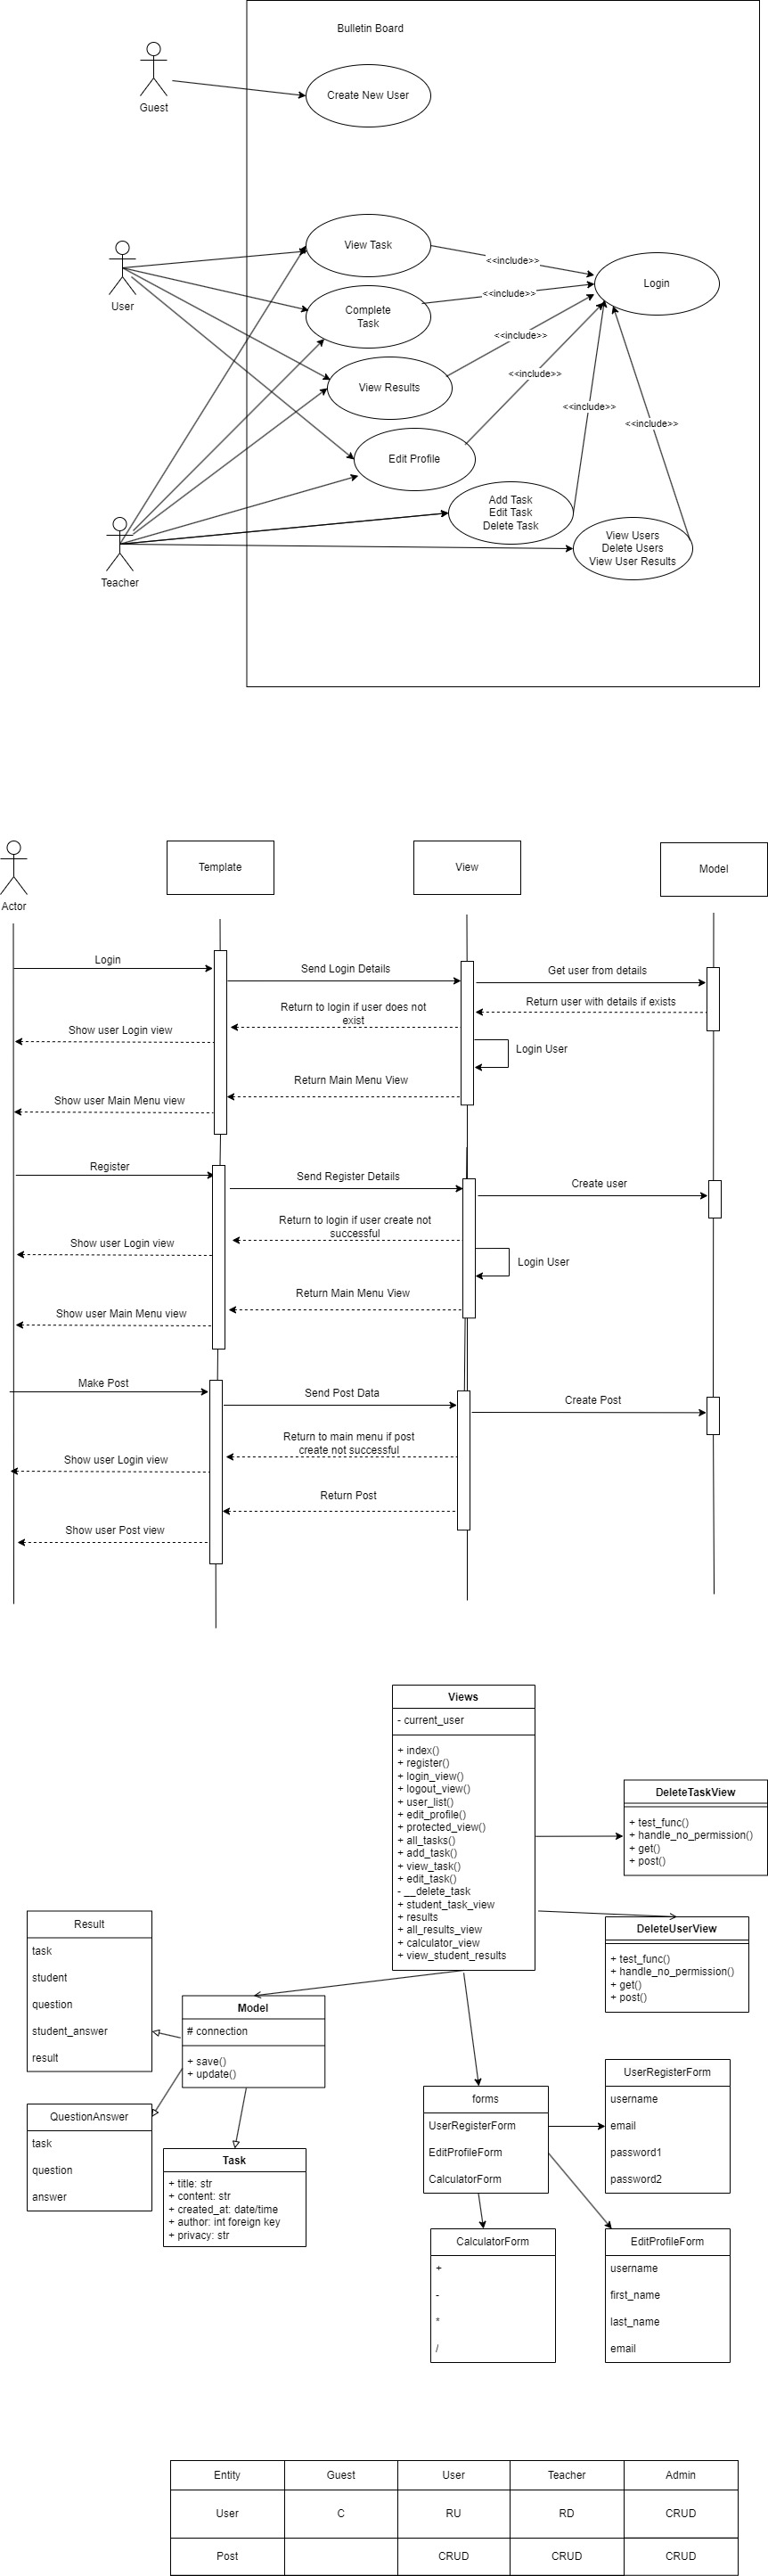 Bulletin Board
Guest
Create New User
User
View Task
<<include>>
Login
Complete
Task
<<include>>
View Results
<<include>>
<<include>>
Edit Profile
<<include>>
<<include>>
Add Task
Edit Task
Delete Task
View Users
Delete Users
View User Results
Teacher
Actor
Template
View
Model
Login
Send Login Details
Get user from details
Return to login if user does not
exist
Return user with details if exists
Show user Login view
Login User
Return Main Menu View
Show user Main Menu view
Register
Send Register Details
Create user
Return to login if user create not
successful
Show user Login view
Login User
Return Main Menu View
Show user Main Menu view
Make Post
Send Post Data
Create Post
Return to main menu if post
create not successful
Show user Login view
Return Post
Show user Post view
Views
- current_user
+ index()
+ register()
+ login_view()
+ logout_view()
+ user_list()
+ edit_profile()
+ protected_view()
+ all_tasks()
+ add_task()
+ view_task()
+ edit_task()
- __delete_task
+ student_task_view
+ results
+ all_results_view
+ calculator_view
+ view_student_results
DeleteTaskView
+ test_func()
+ handle_no_permission()
+ get()
+ post()
DeleteUserView
+ test_func()
+ handle_no_permission()
+ get()
+ post()
Result
task
student
question
student_answer
result
Model
# connection
+ save()
+ update()
QuestionAnswer
task
question
answer
Task
+ title: str
+ content: str
+ created_at: date/time
+ author: int foreign key
+ privacy: str
forms
UserRegisterForm
EditProfileForm
CalculatorForm
UserRegisterForm
username
email
password1
password2
CalculatorForm
+
-
*
/
EditProfileForm
username
first_name
last_name
email
Entity Guest User Teacher Admin
User C RU RD CRUD
Post CRUD CRUD CRUD